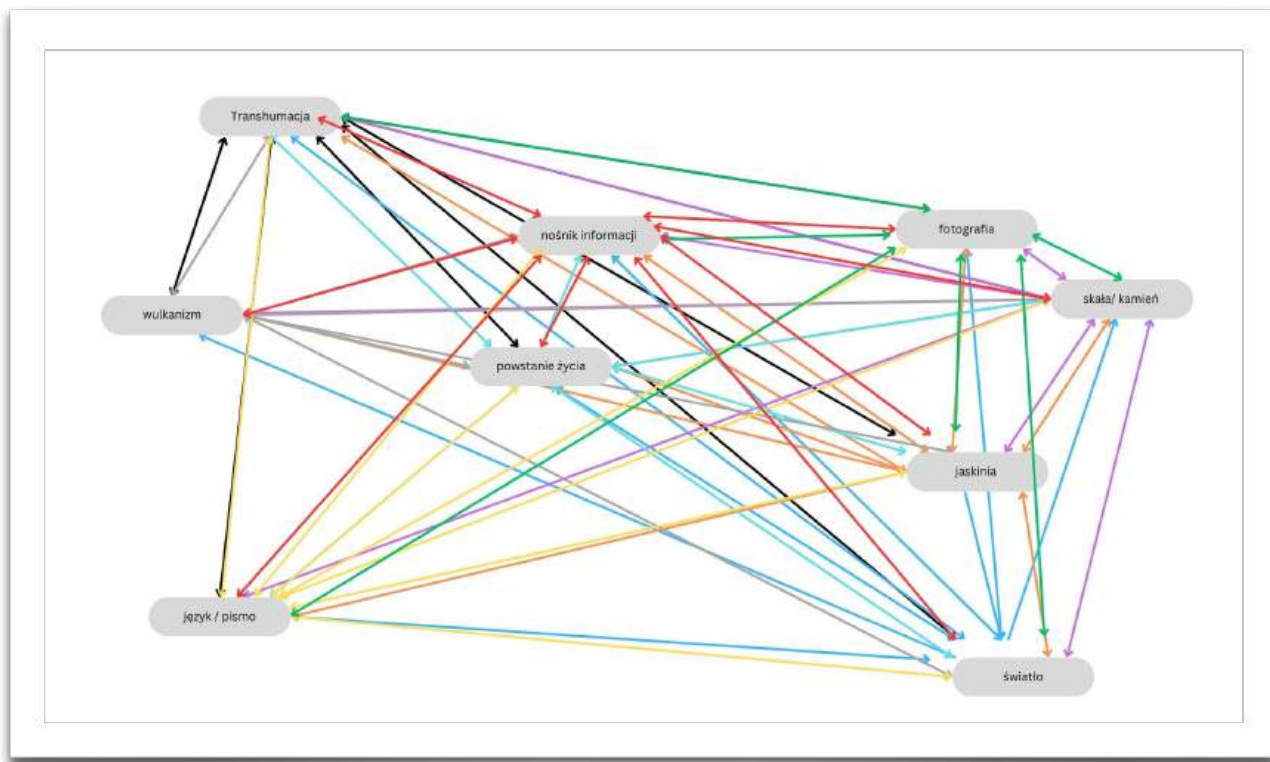 Transhumacja
nośnik informacji
fotografia
skała/ kamień
wulkanizm
powstanie życia
jaskinia
język / pismo
światło